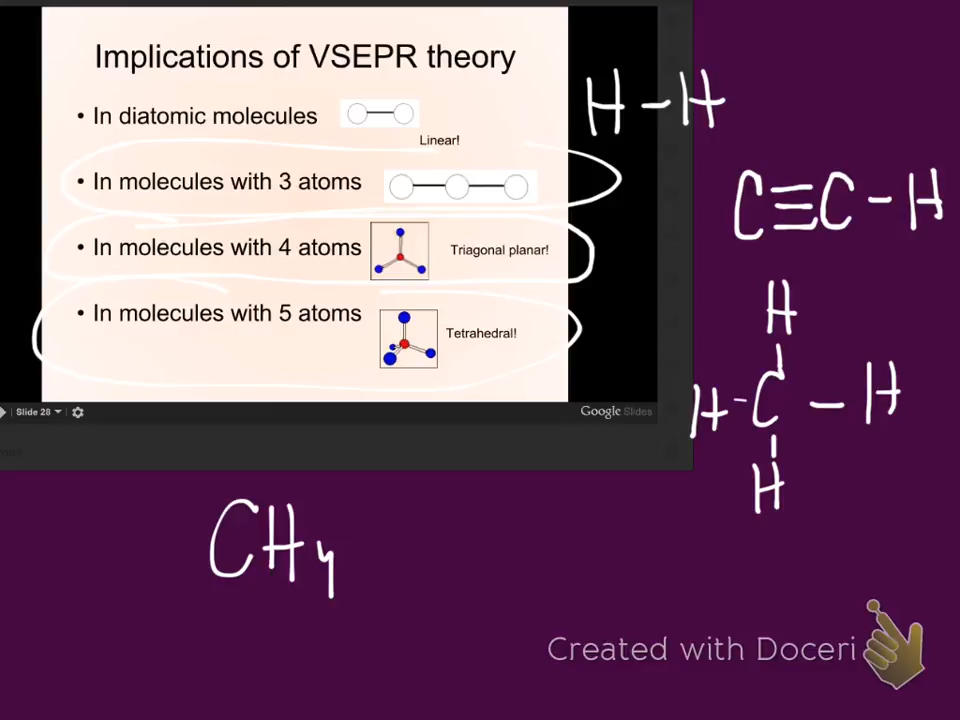 Implications of VSEPR theory
• In diatomic molecules
Linear!
• In molecules with 3 atoms
• In molecules with 4 atoms
Triagonal planar!
• In molecules with 5 atoms
Tetrahedral!
Slide 28
Google Slides
H-H
C≡C-H
H
H-C-H
H
CH4
Created with Doceri